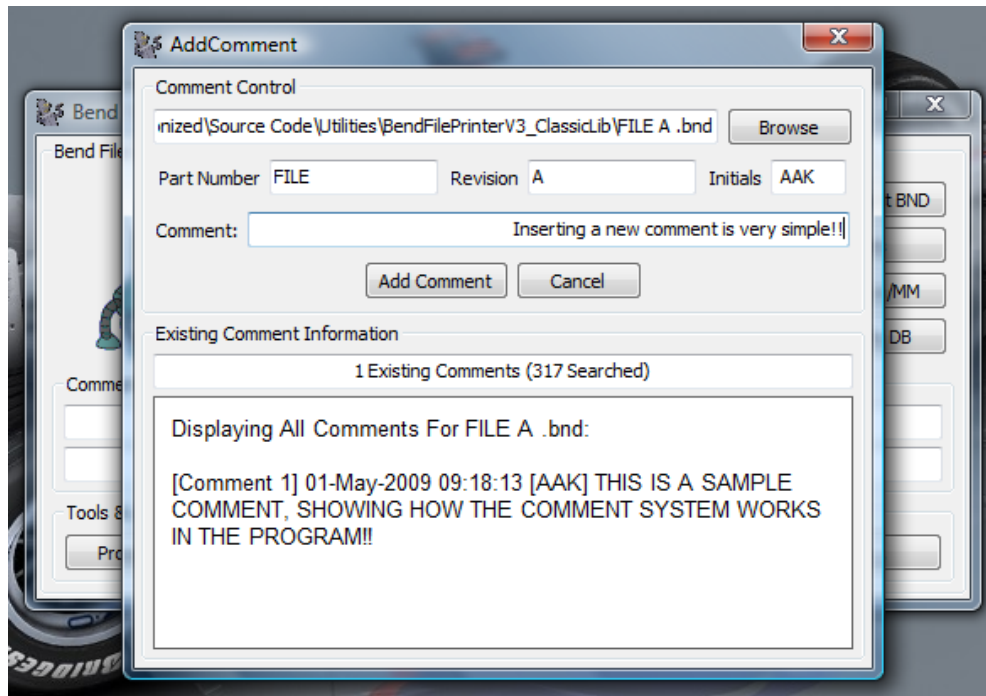 AddComment
X
Bend
X
Comment Control
nized\Source Code\Utilities\BendFilePrinterV3_ClassicLib\FILE A .bnd
Browse
Bend File
Part Number FILE Revision A Initials AAK
t BND
Comment: Inserting a new comment is very simple!!
Add Comment Cancel
/MM
Existing Comment Information
DB
1 Existing Comments (317 Searched)
Comme
Displaying All Comments For FILE A .bnd:
[Comment 1] 01-May-2009 09:18:13 [AAK] THIS IS A SAMPLE
COMMENT, SHOWING HOW THE COMMENT SYSTEM WORKS
IN THE PROGRAM!!
Tools &
Pro